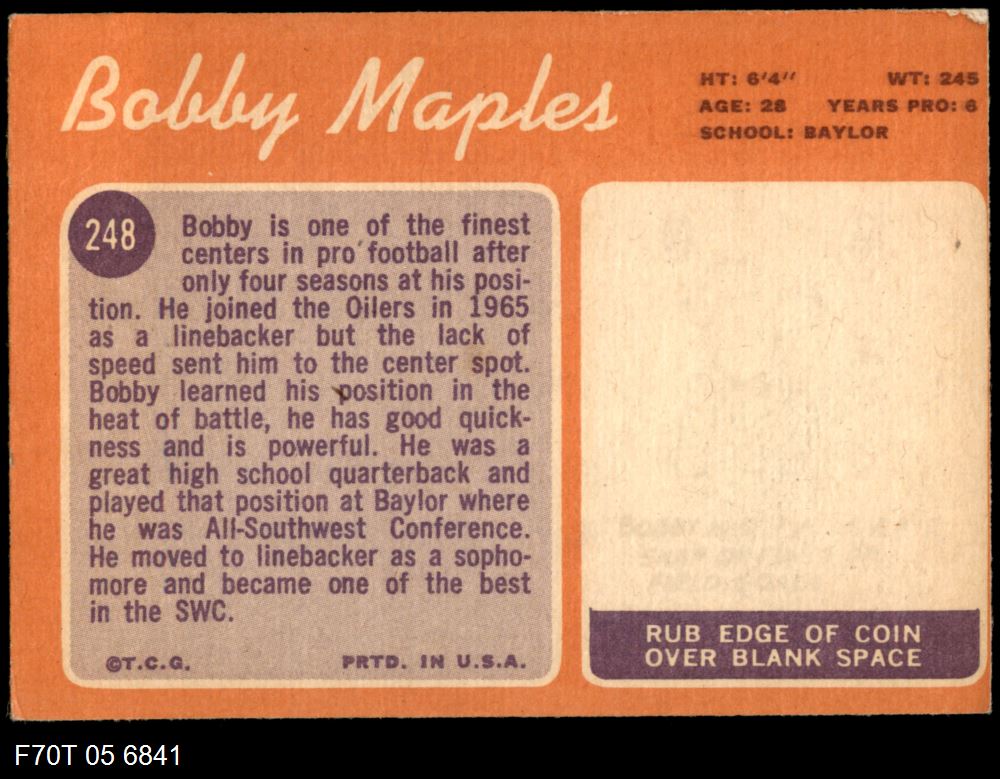 Bobby Maples
HT: 6'4" WT: 245
AGE: 28 YEARS PRO: 6
SCHOOL: BAYLOR
248
Bobby is one of the finest
centers in pro football after
only four seasons at his posi-
tion. He joined the Oilers in 1965
as a linebacker but the lack of
speed sent him to the center spot.
Bobby learned his position in the
heat of battle, he has good quick-
ness and is powerful. He was a
great high school quarterback and
played that position at Baylor where
he was All-Southwest Conference.
He moved to linebacker as a sopho-
more and became one of the best
in the SWC.
©T.C.G. PRTD. IN U.S.A.
RUB EDGE OF COIN
OVER BLANK SPACE
F70T 05 6841